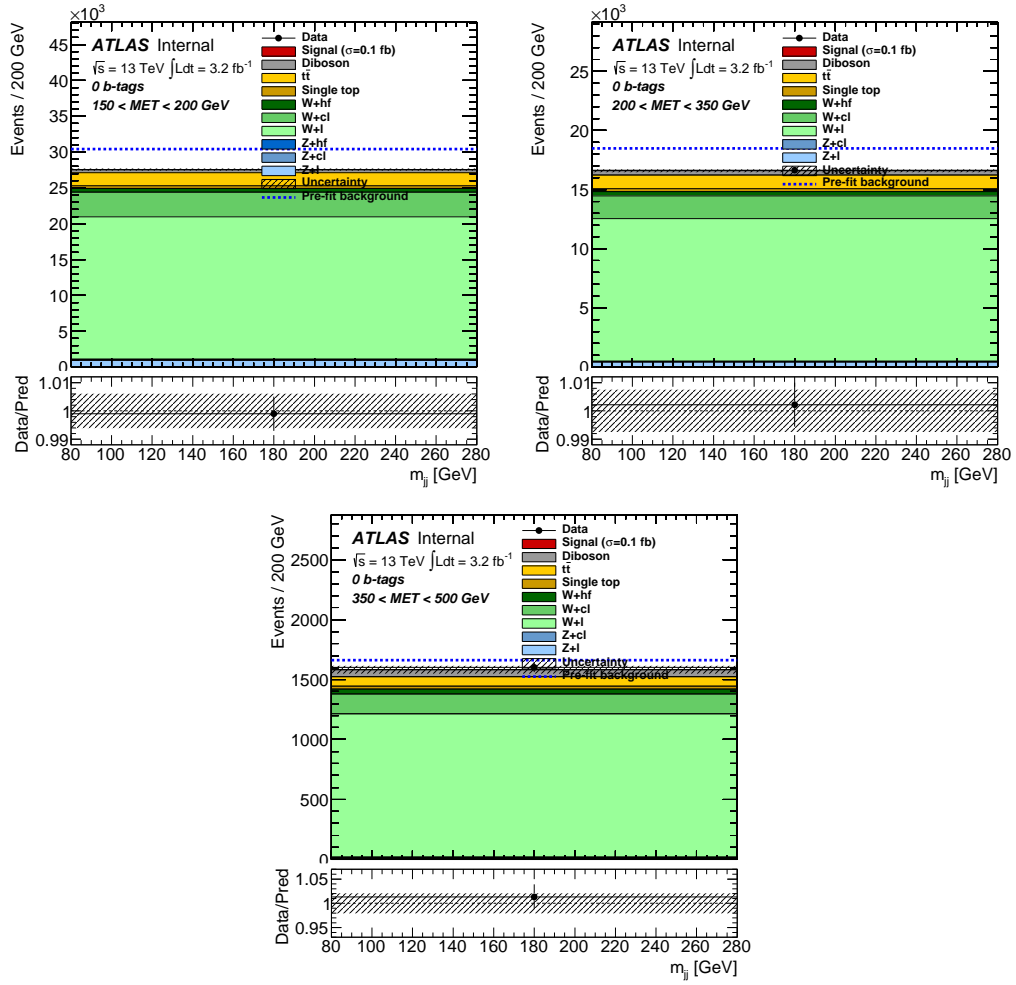 ×10³
Events / 200 GeV
45
40
35
30
25
20
15
10
5
0
ATLAS Internal
√s = 13 TeV ∫Ldt = 3.2 fb⁻¹
0 b-tags
150 < MET < 200 GeV
Data
Signal (σ=0.1 fb)
Diboson
tt̄
Single top
W+hf
W+cl
W+l
Z+hf
Z+cl
Z+l
Uncertainty
Pre-fit background
Data/Pred
1.01
1
0.99
80 100 120 140 160 180 200 220 240 260 280
m_jj [GeV]
×10³
Events / 200 GeV
25
20
15
10
5
0
ATLAS Internal
√s = 13 TeV ∫Ldt = 3.2 fb⁻¹
0 b-tags
200 < MET < 350 GeV
Data
Signal (σ=0.1 fb)
Diboson
tt̄
Single top
W+hf
W+cl
W+l
Z+cl
Z+l
Uncertainty
Pre-fit background
Data/Pred
1.01
1
0.99
80 100 120 140 160 180 200 220 240 260 280
m_jj [GeV]
Events / 200 GeV
2500
2000
1500
1000
500
0
ATLAS Internal
√s = 13 TeV ∫Ldt = 3.2 fb⁻¹
0 b-tags
350 < MET < 500 GeV
Data
Signal (σ=0.1 fb)
Diboson
tt̄
Single top
W+hf
W+cl
W+l
Z+cl
Z+l
Uncertainty
Pre-fit background
Data/Pred
1.05
1
0.95
80 100 120 140 160 180 200 220 240 260 280
m_jj [GeV]